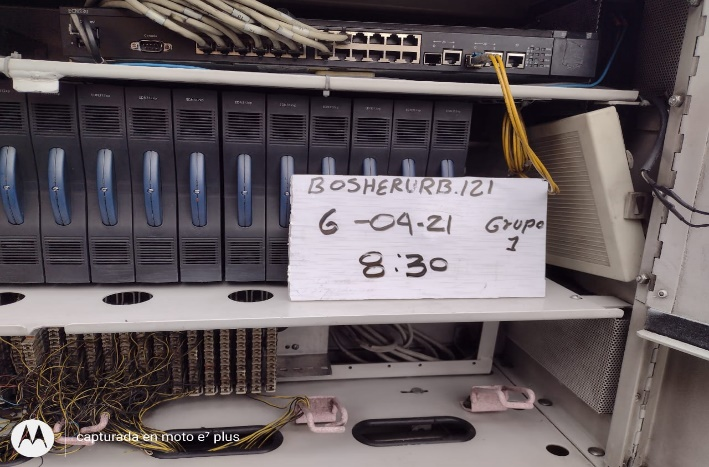 BOSHERURB.121
6-04-21 Grupo
1
8:30
capturada en moto e⁷ plus